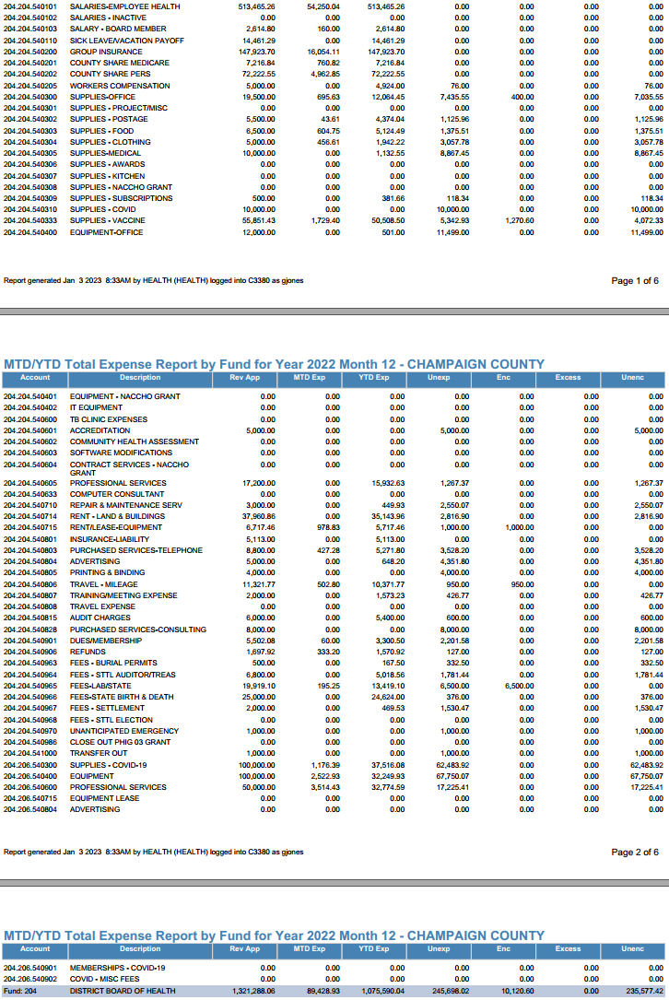 204.204.540101 SALARIES-EMPLOYEE HEALTH 513,465.26 54,250.04 513,465.26 0.00 0.00 0.00 0.00
204.204.540102 SALARIES - INACTIVE 0.00 0.00 0.00 0.00 0.00 0.00 0.00
204.204.540103 SALARY - BOARD MEMBER 2,614.80 160.00 2,614.80 0.00 0.00 0.00 0.00
204.204.540110 SICK LEAVE/VACATION PAYOFF 14,461.29 0.00 14,461.29 0.00 0.00 0.00 0.00
204.204.540200 GROUP INSURANCE 147,923.70 16,054.11 147,923.70 0.00 0.00 0.00 0.00
204.204.540201 COUNTY SHARE MEDICARE 7,216.84 760.82 7,216.84 0.00 0.00 0.00 0.00
204.204.540202 COUNTY SHARE PERS 72,222.55 4,962.85 72,222.55 0.00 0.00 0.00 0.00
204.204.540205 WORKERS COMPENSATION 5,000.00 0.00 4,924.00 76.00 0.00 0.00 76.00
204.204.540300 SUPPLIES-OFFICE 19,500.00 695.63 12,064.45 7,435.55 400.00 0.00 7,035.55
204.204.540301 SUPPLIES - PROJECT/MISC 0.00 0.00 0.00 0.00 0.00 0.00 0.00
204.204.540302 SUPPLIES - POSTAGE 5,500.00 43.61 4,374.04 1,125.96 0.00 0.00 1,125.96
204.204.540303 SUPPLIES - FOOD 6,500.00 604.75 5,124.49 1,375.51 0.00 0.00 1,375.51
204.204.540304 SUPPLIES - CLOTHING 5,000.00 456.61 1,942.22 3,057.78 0.00 0.00 3,057.78
204.204.540305 SUPPLIES-MEDICAL 10,000.00 0.00 1,132.55 8,867.45 0.00 0.00 8,867.45
204.204.540306 SUPPLIES - AWARDS 0.00 0.00 0.00 0.00 0.00 0.00 0.00
204.204.540307 SUPPLIES - KITCHEN 0.00 0.00 0.00 0.00 0.00 0.00 0.00
204.204.540308 SUPPLIES - NACCHO GRANT 0.00 0.00 0.00 0.00 0.00 0.00 0.00
204.204.540309 SUPPLIES - SUBSCRIPTIONS 500.00 0.00 381.66 118.34 0.00 0.00 118.34
204.204.540310 SUPPLIES - COVID 10,000.00 0.00 0.00 10,000.00 0.00 0.00 10,000.00
204.204.540333 SUPPLIES - VACCINE 55,851.43 1,729.40 50,508.50 5,342.93 1,270.60 0.00 4,072.33
204.204.540400 EQUIPMENT-OFFICE 12,000.00 0.00 501.00 11,499.00 0.00 0.00 11,499.00
Report generated Jan 3 2023 8:33AM by HEALTH (HEALTH) logged into C3380 as gjones Page 1 of 6
MTD/YTD Total Expense Report by Fund for Year 2022 Month 12 - CHAMPAIGN COUNTY
Account Description Rev App MTD Exp YTD Exp Unexp Enc Excess Unenc
204.204.540401 EQUIPMENT - NACCHO GRANT 0.00 0.00 0.00 0.00 0.00 0.00 0.00
204.204.540402 IT EQUIPMENT 0.00 0.00 0.00 0.00 0.00 0.00 0.00
204.204.540600 TB CLINIC EXPENSES 0.00 0.00 0.00 0.00 0.00 0.00 0.00
204.204.540601 ACCREDITATION 5,000.00 0.00 0.00 5,000.00 0.00 0.00 5,000.00
204.204.540602 COMMUNITY HEALTH ASSESSMENT 0.00 0.00 0.00 0.00 0.00 0.00 0.00
204.204.540603 SOFTWARE MODIFICATIONS 0.00 0.00 0.00 0.00 0.00 0.00 0.00
204.204.540604 CONTRACT SERVICES - NACCHO 0.00 0.00 0.00 0.00 0.00 0.00 0.00
GRANT
204.204.540605 PROFESSIONAL SERVICES 17,200.00 0.00 15,932.63 1,267.37 0.00 0.00 1,267.37
204.204.540633 COMPUTER CONSULTANT 0.00 0.00 0.00 0.00 0.00 0.00 0.00
204.204.540710 REPAIR & MAINTENANCE SERV 3,000.00 0.00 449.93 2,550.07 0.00 0.00 2,550.07
204.204.540714 RENT - LAND & BUILDINGS 37,960.86 0.00 35,143.96 2,816.90 0.00 0.00 2,816.90
204.204.540715 RENT/LEASE-EQUIPMENT 6,717.46 978.83 5,717.46 1,000.00 1,000.00 0.00 0.00
204.204.540801 INSURANCE-LIABILITY 5,113.00 0.00 5,113.00 0.00 0.00 0.00 0.00
204.204.540803 PURCHASED SERVICES-TELEPHONE 8,800.00 427.28 5,271.80 3,528.20 0.00 0.00 3,528.20
204.204.540804 ADVERTISING 5,000.00 0.00 648.20 4,351.80 0.00 0.00 4,351.80
204.204.540805 PRINTING & BINDING 4,000.00 0.00 0.00 4,000.00 0.00 0.00 4,000.00
204.204.540806 TRAVEL - MILEAGE 11,321.77 502.80 10,371.77 950.00 950.00 0.00 0.00
204.204.540807 TRAINING/MEETING EXPENSE 2,000.00 0.00 1,573.23 426.77 0.00 0.00 426.77
204.204.540808 TRAVEL EXPENSE 0.00 0.00 0.00 0.00 0.00 0.00 0.00
204.204.540815 AUDIT CHARGES 6,000.00 0.00 5,400.00 600.00 0.00 0.00 600.00
204.204.540828 PURCHASED SERVICES-CONSULTING 8,000.00 0.00 0.00 8,000.00 0.00 0.00 8,000.00
204.204.540901 DUES/MEMBERSHIP 5,502.08 60.00 3,300.50 2,201.58 0.00 0.00 2,201.58
204.204.540906 REFUNDS 1,697.92 333.20 1,570.92 127.00 0.00 0.00 127.00
204.204.540963 FEES - BURIAL PERMITS 500.00 0.00 167.50 332.50 0.00 0.00 332.50
204.204.540964 FEES - STTL AUDITOR/TREAS 6,800.00 0.00 5,018.56 1,781.44 0.00 0.00 1,781.44
204.204.540965 FEES-LAB/STATE 19,919.10 195.25 13,419.10 6,500.00 6,500.00 0.00 0.00
204.204.540966 FEES-STATE BIRTH & DEATH 25,000.00 0.00 24,624.00 376.00 0.00 0.00 376.00
204.204.540967 FEES - SETTLEMENT 2,000.00 0.00 469.53 1,530.47 0.00 0.00 1,530.47
204.204.540968 FEES - STTL ELECTION 0.00 0.00 0.00 0.00 0.00 0.00 0.00
204.204.540970 UNANTICIPATED EMERGENCY 1,000.00 0.00 0.00 1,000.00 0.00 0.00 1,000.00
204.204.540986 CLOSE OUT PHIG 03 GRANT 0.00 0.00 0.00 0.00 0.00 0.00 0.00
204.204.541000 TRANSFER OUT 1,000.00 0.00 0.00 1,000.00 0.00 0.00 1,000.00
204.206.540300 SUPPLIES - COVID-19 100,000.00 1,176.39 37,516.08 62,483.92 0.00 0.00 62,483.92
204.206.540400 EQUIPMENT 100,000.00 2,522.93 32,249.93 67,750.07 0.00 0.00 67,750.07
204.206.540600 PROFESSIONAL SERVICES 50,000.00 3,514.43 32,774.59 17,225.41 0.00 0.00 17,225.41
204.206.540715 EQUIPMENT LEASE 0.00 0.00 0.00 0.00 0.00 0.00 0.00
204.206.540804 ADVERTISING 0.00 0.00 0.00 0.00 0.00 0.00 0.00
Report generated Jan 3 2023 8:33AM by HEALTH (HEALTH) logged into C3380 as gjones Page 2 of 6
MTD/YTD Total Expense Report by Fund for Year 2022 Month 12 - CHAMPAIGN COUNTY
Account Description Rev App MTD Exp YTD Exp Unexp Enc Excess Unenc
204.206.540901 MEMBERSHIPS - COVID-19 0.00 0.00 0.00 0.00 0.00 0.00 0.00
204.206.540902 COVID - MISC FEES 0.00 0.00 0.00 0.00 0.00 0.00 0.00
Fund: 204 DISTRICT BOARD OF HEALTH 1,321,288.06 89,428.93 1,075,590.04 245,698.02 10,120.60 0.00 235,577.42